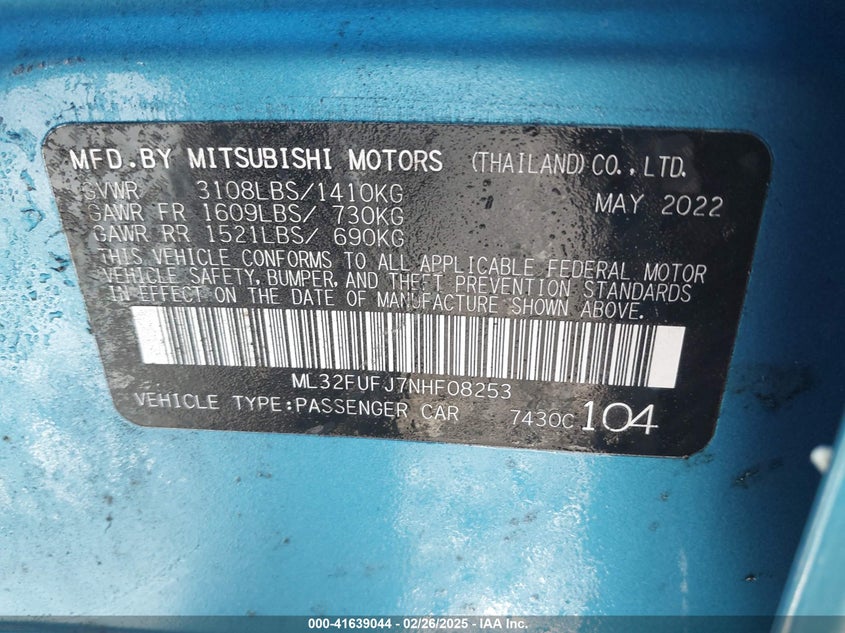 MFD.BY MITSUBISHI MOTORS (THAILAND)CO.,LTD.
GVWR 3108LBS/1410KG MAY 2022
GAWR FR 1609LBS/ 730KG
GAWR RR 1521LBS/ 690KG
THIS VEHICLE CONFORMS TO ALL APPLICABLE FEDERAL MOTOR
VEHICLE SAFETY, BUMPER, AND THEFT PREVENTION STANDARDS
IN EFFECT ON THE DATE OF MANUFACTURE SHOWN ABOVE.
ML32FUFJ7NHF08253
VEHICLE TYPE:PASSENGER CAR 7430C 104
000-41639044 - 02/26/2025 - IAA Inc.